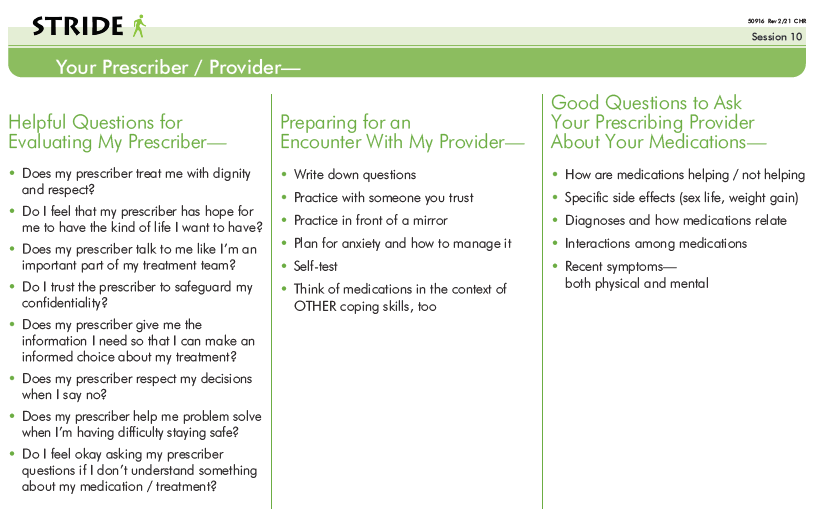 STRIDE
50916 Rev 2/21 CHR
Session 10
Your Prescriber / Provider—
Helpful Questions for
Evaluating My Prescriber—
• Does my prescriber treat me with dignity
and respect?
• Do I feel that my prescriber has hope for
me to have the kind of life I want to have?
• Does my prescriber talk to me like I'm an
important part of my treatment team?
• Do I trust the prescriber to safeguard my
confidentiality?
• Does my prescriber give me the
information I need so that I can make an
informed choice about my treatment?
• Does my prescriber respect my decisions
when I say no?
• Does my prescriber help me problem solve
when I'm having difficulty staying safe?
• Do I feel okay asking my prescriber
questions if I don't understand something
about my medication / treatment?
Preparing for an
Encounter With My Provider—
• Write down questions
• Practice with someone you trust
• Practice in front of a mirror
• Plan for anxiety and how to manage it
• Self-test
• Think of medications in the context of
OTHER coping skills, too
Good Questions to Ask
Your Prescribing Provider
About Your Medications—
• How are medications helping / not helping
• Specific side effects (sex life, weight gain)
• Diagnoses and how medications relate
• Interactions among medications
• Recent symptoms—
both physical and mental